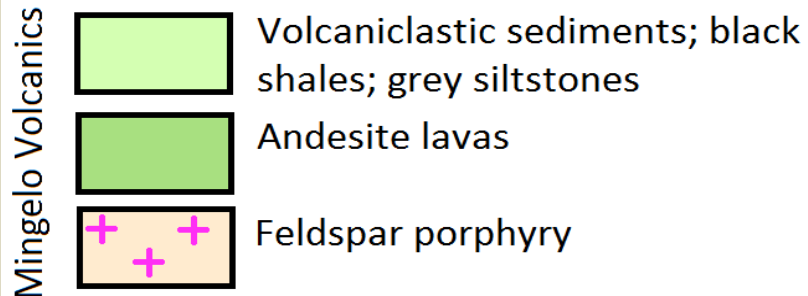 Mingelo Volcanics
Volcaniclastic sediments; black
shales; grey siltstones
Andesite lavas
Feldspar porphyry